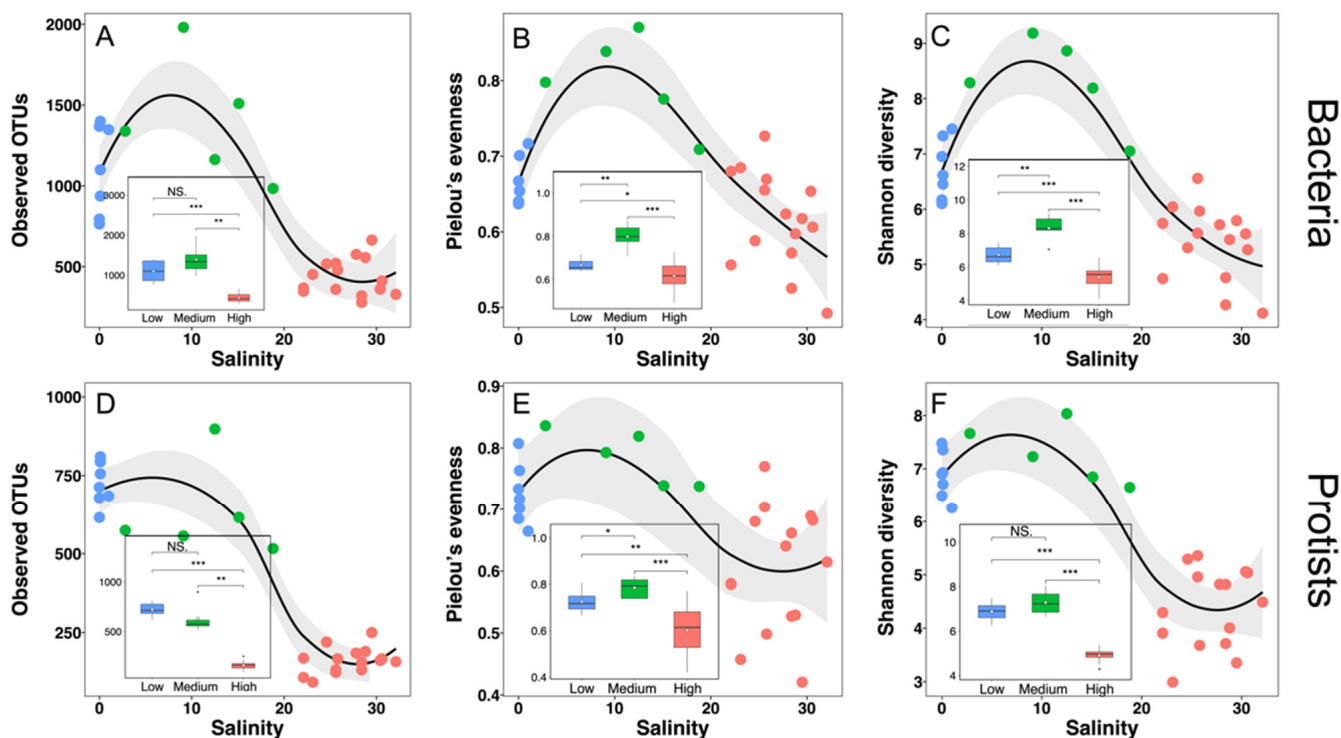 A
Observed OTUs
2000
1500
1000
500
3000
2000
1000
NS.
***
**
Low Medium High
0 10 20 30
Salinity
B
Pielou's evenness
0.8
0.7
0.6
0.5
1.0
0.8
0.6
**
*
***
Low Medium High
0 10 20 30
Salinity
C
Shannon diversity
9
8
7
6
5
4
12
10
8
6
4
**
***
***
Low Medium High
0 10 20 30
Salinity
Bacteria
D
Observed OTUs
1000
750
500
250
1000
500
NS.
***
**
Low Medium High
0 10 20 30
Salinity
E
Pielou's evenness
0.9
0.8
0.7
0.6
0.5
0.4
1.0
0.8
0.6
0.4
*
**
***
Low Medium High
0 10 20 30
Salinity
F
Shannon diversity
8
7
6
5
4
3
10
8
6
4
NS.
***
***
Low Medium High
0 10 20 30
Salinity
Protists